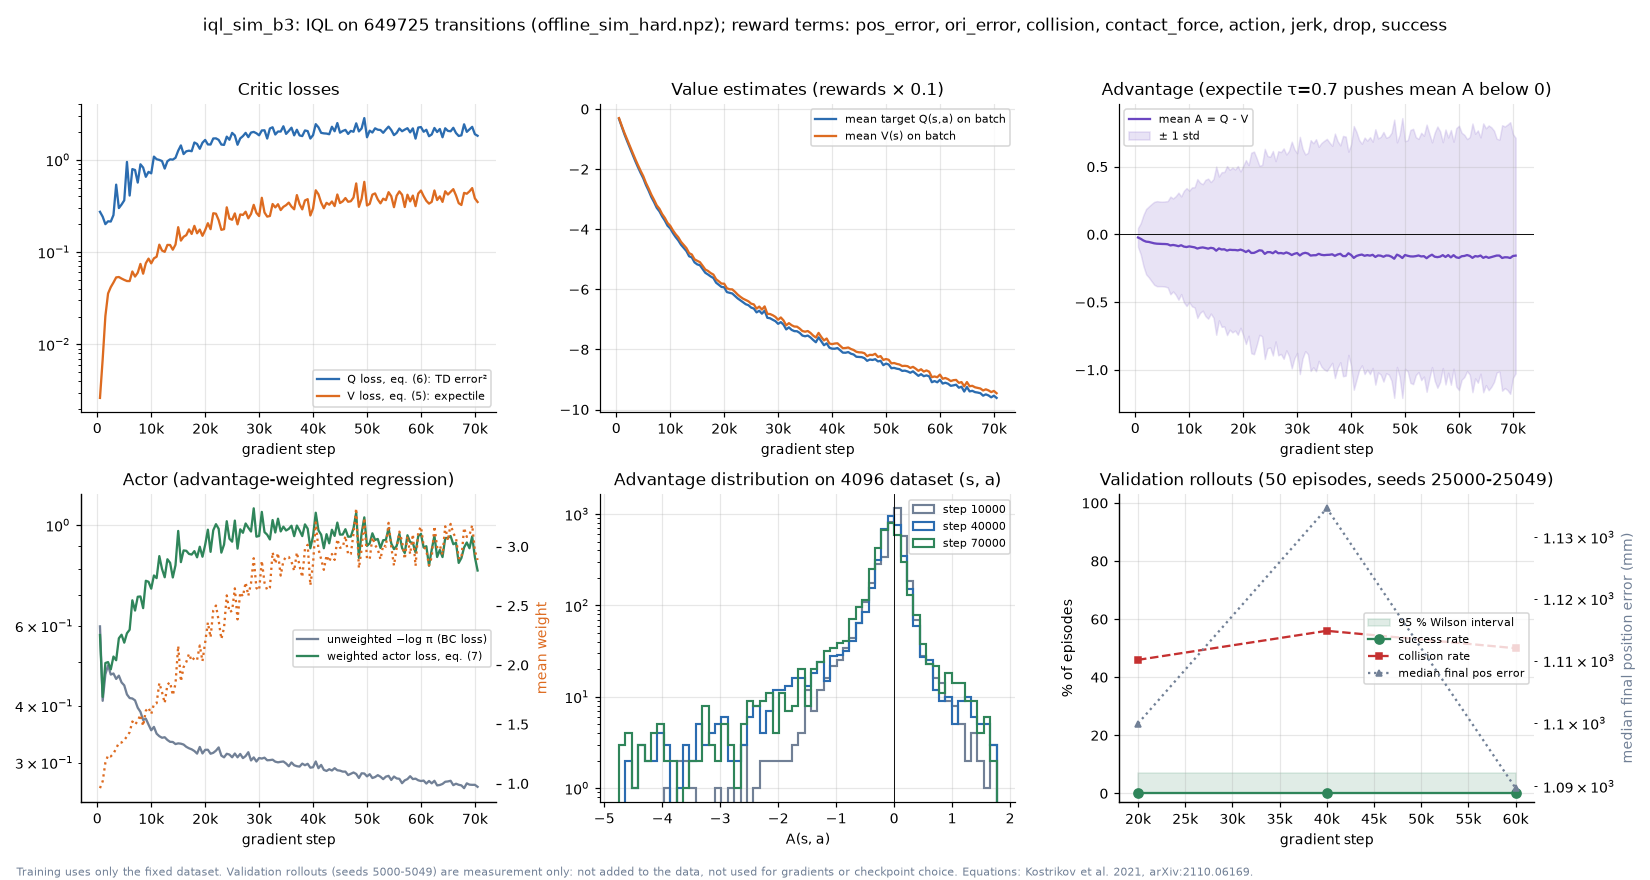 iql_sim_b3: IQL on 649725 transitions (offline_sim_hard.npz); reward terms: pos_error, ori_error, collision, contact_force, action, jerk, drop, success
Critic losses
10⁰
10⁻¹
10⁻²
Q loss, eq. (6): TD error²
V loss, eq. (5): expectile
0 10k 20k 30k 40k 50k 60k 70k
gradient step
Value estimates (rewards × 0.1)
0
−2
−4
−6
−8
−10
mean target Q(s,a) on batch
mean V(s) on batch
0 10k 20k 30k 40k 50k 60k 70k
gradient step
Advantage (expectile τ=0.7 pushes mean A below 0)
mean A = Q - V
± 1 std
0.5
0.0
−0.5
−1.0
0 10k 20k 30k 40k 50k 60k 70k
gradient step
Actor (advantage-weighted regression)
10⁰
6 × 10⁻¹
4 × 10⁻¹
3 × 10⁻¹
unweighted −log π (BC loss)
weighted actor loss, eq. (7)
3.0
2.5
2.0
1.5
1.0
mean weight
0 10k 20k 30k 40k 50k 60k 70k
gradient step
Advantage distribution on 4096 dataset (s, a)
10³
10²
10¹
10⁰
step 10000
step 40000
step 70000
−5 −4 −3 −2 −1 0 1 2
A(s, a)
Validation rollouts (50 episodes, seeds 25000-25049)
% of episodes
100
80
60
40
20
0
95 % Wilson interval
success rate
collision rate
median final pos error
1.13 × 10³
1.12 × 10³
1.11 × 10³
1.1 × 10³
1.09 × 10³
median final position error (mm)
20k 25k 30k 35k 40k 45k 50k 55k 60k
gradient step
Training uses only the fixed dataset. Validation rollouts (seeds 5000-5049) are measurement only: not added to the data, not used for gradients or checkpoint choice. Equations: Kostrikov et al. 2021, arXiv:2110.06169.